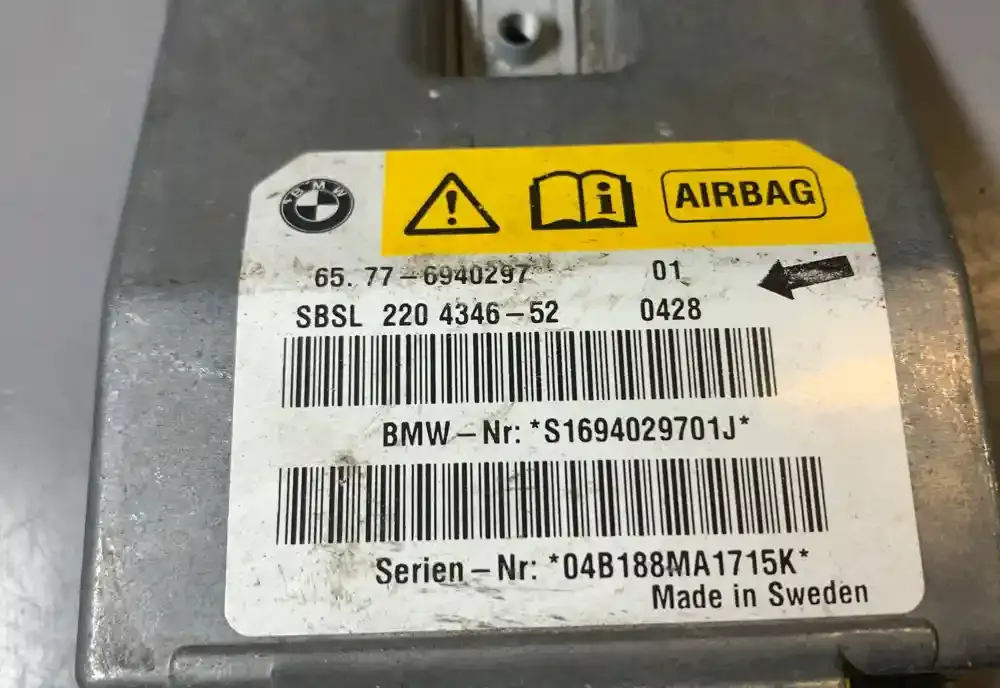 BMW
AIRBAG
65. 77-6940297 01
SBSL 220 4346-52 0428
BMW-Nr: *S1694029701J*
Serien-Nr: *04B188MA1715K*
Made in Sweden